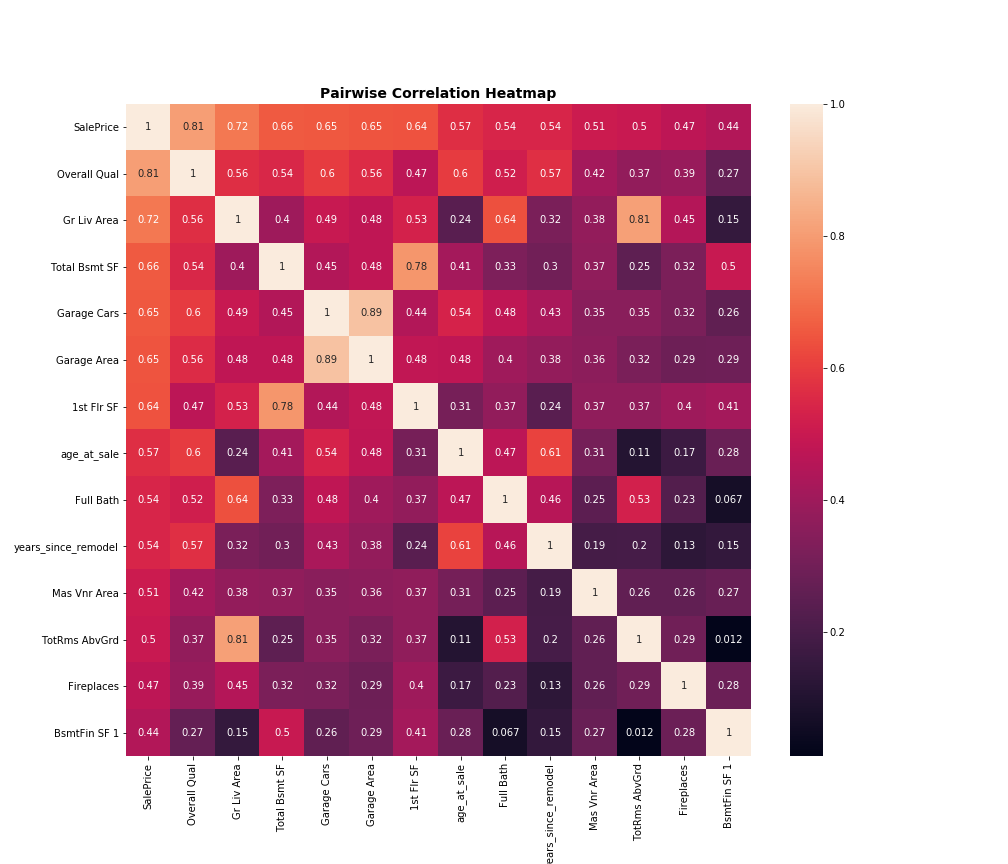 Pairwise Correlation Heatmap
SalePrice 1 0.81 0.72 0.66 0.65 0.65 0.64 0.57 0.54 0.54 0.51 0.5 0.47 0.44
Overall Qual 0.81 1 0.56 0.54 0.6 0.56 0.47 0.6 0.52 0.57 0.42 0.37 0.39 0.27
Gr Liv Area 0.72 0.56 1 0.4 0.49 0.48 0.53 0.24 0.64 0.32 0.38 0.81 0.45 0.15
Total Bsmt SF 0.66 0.54 0.4 1 0.45 0.48 0.78 0.41 0.33 0.3 0.37 0.25 0.32 0.5
Garage Cars 0.65 0.6 0.49 0.45 1 0.89 0.44 0.54 0.48 0.43 0.35 0.35 0.32 0.26
Garage Area 0.65 0.56 0.48 0.48 0.89 1 0.48 0.48 0.4 0.38 0.36 0.32 0.29 0.29
1st Flr SF 0.64 0.47 0.53 0.78 0.44 0.48 1 0.31 0.37 0.24 0.37 0.37 0.4 0.41
age_at_sale 0.57 0.6 0.24 0.41 0.54 0.48 0.31 1 0.47 0.61 0.31 0.11 0.17 0.28
Full Bath 0.54 0.52 0.64 0.33 0.48 0.4 0.37 0.47 1 0.46 0.25 0.53 0.23 0.067
years_since_remodel 0.54 0.57 0.32 0.3 0.43 0.38 0.24 0.61 0.46 1 0.19 0.2 0.13 0.15
Mas Vnr Area 0.51 0.42 0.38 0.37 0.35 0.36 0.37 0.31 0.25 0.19 1 0.26 0.26 0.27
TotRms AbvGrd 0.5 0.37 0.81 0.25 0.35 0.32 0.37 0.11 0.53 0.2 0.26 1 0.29 0.012
Fireplaces 0.47 0.39 0.45 0.32 0.32 0.29 0.4 0.17 0.23 0.13 0.26 0.29 1 0.28
BsmtFin SF 1 0.44 0.27 0.15 0.5 0.26 0.29 0.41 0.28 0.067 0.15 0.27 0.012 0.28 1
SalePrice
Overall Qual
Gr Liv Area
Total Bsmt SF
Garage Cars
Garage Area
1st Flr SF
age_at_sale
Full Bath
ears_since_remodel
Mas Vnr Area
TotRms AbvGrd
Fireplaces
BsmtFin SF 1
1.0
0.8
0.6
0.4
0.2